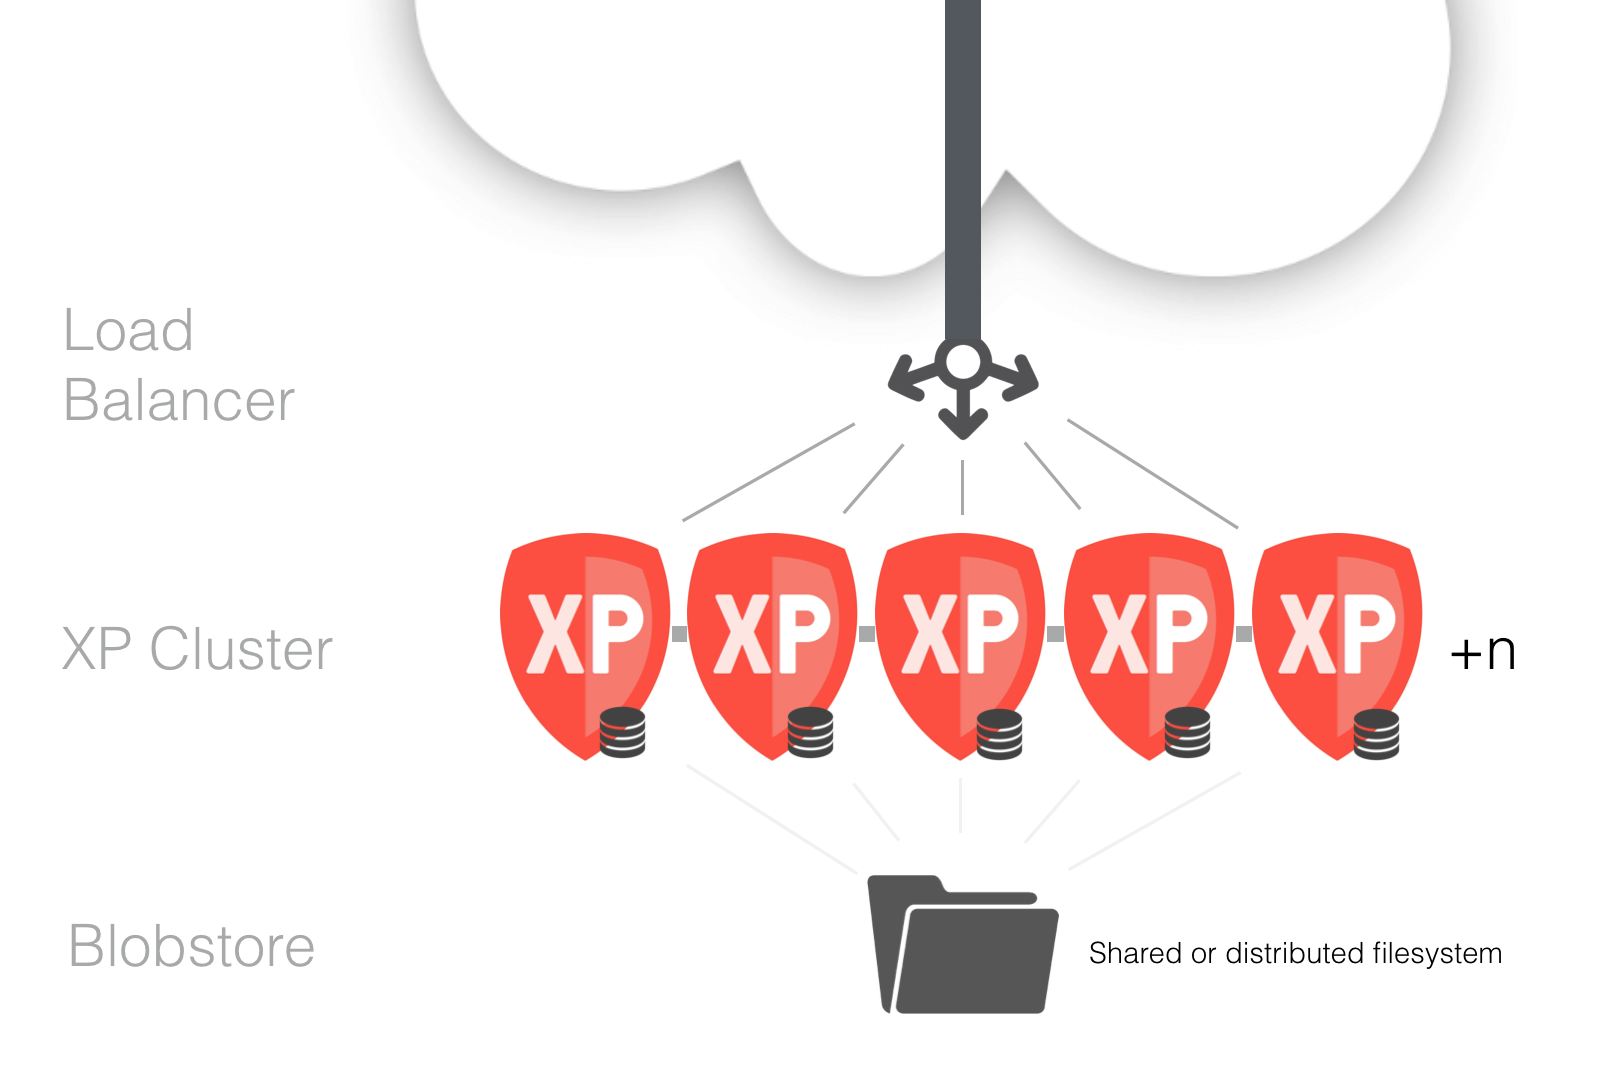 Load
Balancer
XP Cluster
XP XP XP XP XP
+n
Blobstore
Shared or distributed filesystem